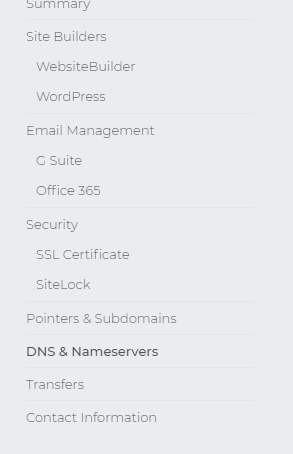 Summary
Site Builders
WebsiteBuilder
WordPress
Email Management
G Suite
Office 365
Security
SSL Certificate
SiteLock
Pointers & Subdomains
DNS & Nameservers
Transfers
Contact Information